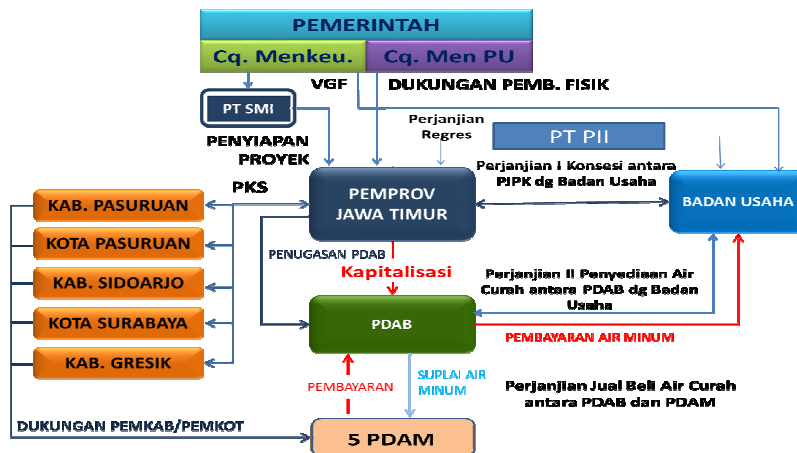 PEMERINTAH
Cq. Menkeu.
Cq. Men PU
VGF
DUKUNGAN PEMB. FISIK
PT SMI
PENYIAPAN
PROYEK
Perjanjian
Regres
PT PII
Perjanjian I Konsesi antara
PJPK dg Badan Usaha
PKS
KAB. PASURUAN
KOTA PASURUAN
KAB. SIDOARJO
KOTA SURABAYA
KAB. GRESIK
PEMPROV
JAWA TIMUR
BADAN USAHA
PENUGASAN PDAB
Kapitalisasi
Perjanjian II Penyediaan Air
Curah antara PDAB dg Badan
Usaha
PDAB
PEMBAYARAN AIR MINUM
PEMBAYARAN
SUPLAI AIR
MINUM
Perjanjian Jual Beli Air Curah
antara PDAB dan PDAM
DUKUNGAN PEMKAB/PEMKOT
5 PDAM